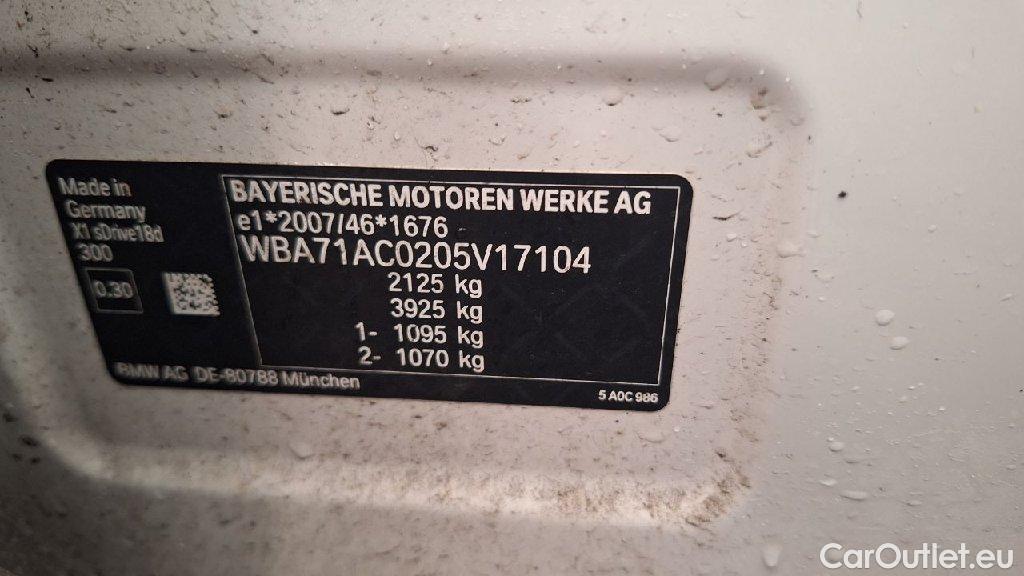 Made in
Germany
X1 sDrive18d
300
0.30
BAYERISCHE MOTOREN WERKE AG
e1*2007/46*1676
WBA71AC0205V17104
2125 kg
3925 kg
1- 1095 kg
2- 1070 kg
BMW AG DE-80788 München
5 A0C 986
CarOutlet.eu